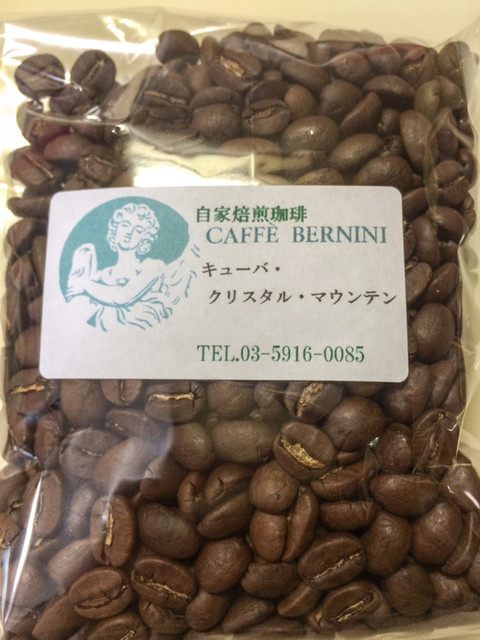 自家焙煎珈琲
CAFFÈ BERNINI
キューバ・
クリスタル・マウンテン
TEL.03-5916-0085